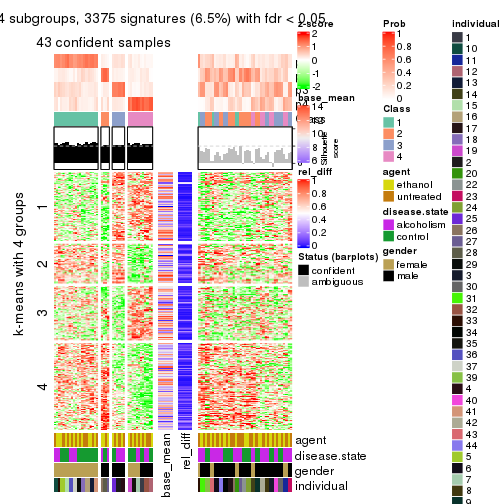 4 subgroups, 3375 signatures (6.5%) with fdr < 0.05
43 confident samples
k-means with 4 groups
1
2
3
4
base_mean
rel_diff
agent
disease.state
gender
individual
z-score
2
1
0
-1
-2
base_mean
14
12
10
8
6
Silhouette
score
rel_diff
1
0.8
0.6
0.4
0.2
0
Status (barplots)
confident
ambiguous
Prob
1
0.8
0.6
0.4
0.2
0
Class
1
2
3
4
agent
ethanol
untreated
disease.state
alcoholism
control
gender
female
male
individual
1
10
11
12
13
14
15
16
17
18
19
2
20
22
23
24
25
26
27
28
29
3
30
31
32
33
34
35
36
37
39
4
40
41
42
43
44
5
6
7
8
9